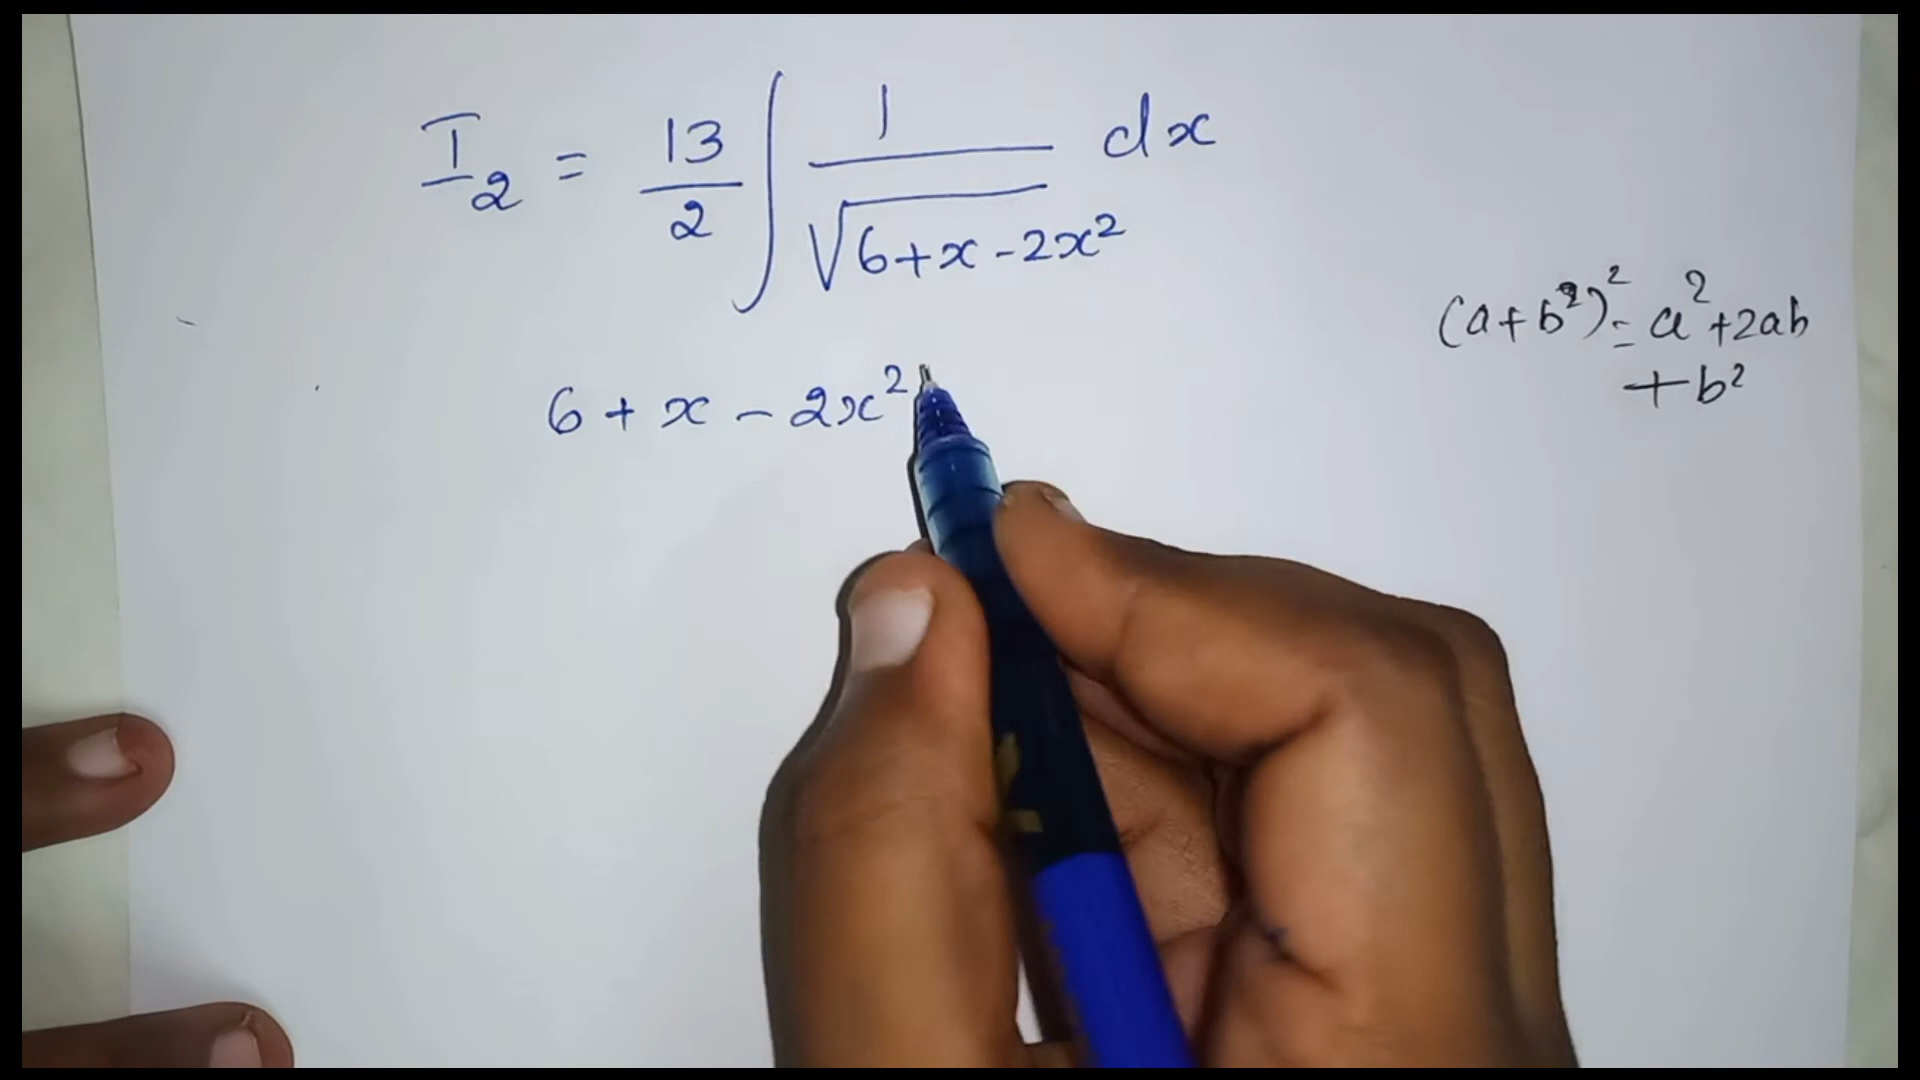 I₂ = 13/2 ∫ 1/√(6+x-2x²) dx
(a+b²)² = a²+2ab
+b²
6 + x - 2x²